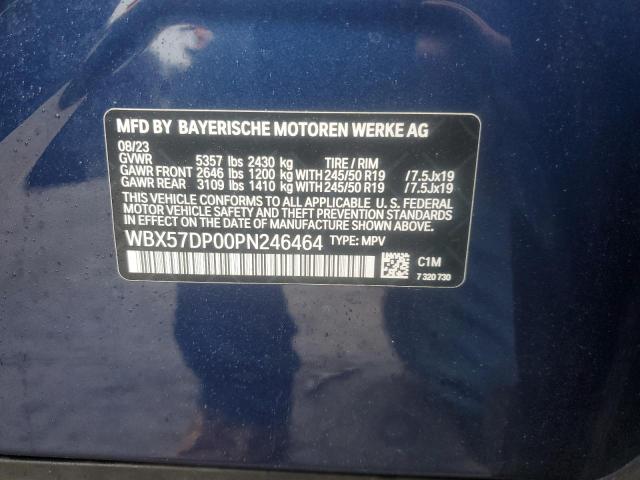 MFD BY BAYERISCHE MOTOREN WERKE AG
08/23
GVWR 5357 lbs 2430 kg TIRE / RIM
GAWR FRONT 2646 lbs 1200 kg WITH 245/50 R19 /7.5Jx19
GAWR REAR 3109 lbs 1410 kg WITH 245/50 R19 /7.5Jx19
THIS VEHICLE CONFORMS TO ALL APPLICABLE U. S. FEDERAL
MOTOR VEHICLE SAFETY AND THEFT PREVENTION STANDARDS
IN EFFECT ON THE DATE OF MANUFACTURE SHOWN ABOVE.
WBX57DP00PN246464 TYPE: MPV
C1M
7 320 730